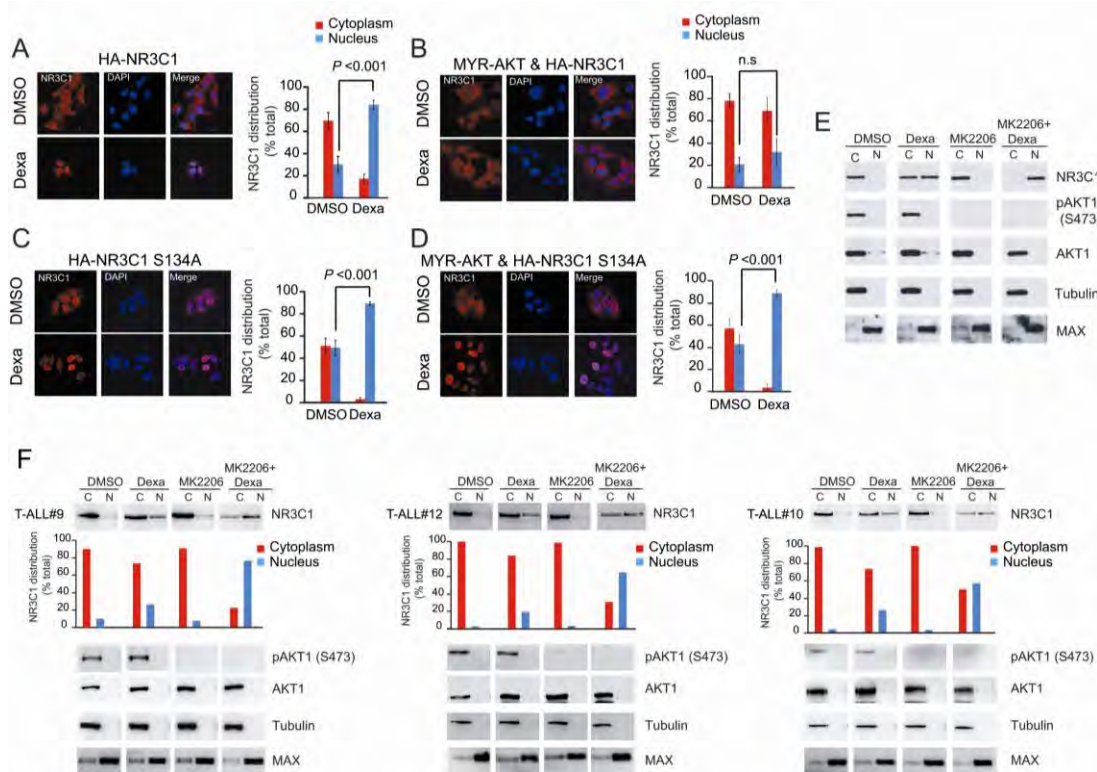 Cytoplasm
Nucleus
A
HA-NR3C1
DMSO
Dexa
NR3C1
DAPI
Merge
NR3C1 distribution
(% total)
100
80
60
40
20
0
P <0.001
DMSO Dexa
Cytoplasm
Nucleus
B
MYR-AKT & HA-NR3C1
DMSO
Dexa
NR3C1
DAPI
Merge
NR3C1 distribution
(% total)
100
80
60
40
20
0
n.s
DMSO Dexa
C
HA-NR3C1 S134A
DMSO
Dexa
NR3C1
DAPI
Merge
NR3C1 distribution
(% total)
100
80
60
40
20
0
P <0.001
DMSO Dexa
D
MYR-AKT & HA-NR3C1 S134A
DMSO
Dexa
NR3C1
DAPI
Merge
NR3C1 distribution
(% total)
100
80
60
40
20
0
P <0.001
DMSO Dexa
E
DMSO Dexa MK2206 MK2206+
Dexa
C N C N C N C N
NR3C1
pAKT1
(S473
AKT1
Tubulin
MAX
F
DMSO Dexa MK2206 MK2206+
Dexa
C N C N C N C N
T-ALL#9 NR3C1
NR3C1 distribution
(% total)
100
80
60
40
20
0
Cytoplasm
Nucleus
pAKT1 (S473)
AKT1
Tubulin
MAX
DMSO Dexa MK2206 MK2206+
Dexa
C N C N C N C N
T-ALL#12 NR3C1
NR3C1 distribution
(% total)
100
80
60
40
20
0
Cytoplasm
Nucleus
pAKT1 (S473)
AKT1
Tubulin
MAX
DMSO Dexa MK2206 MK2206+
Dexa
C N C N C N C N
T-ALL#10 NR3C1
NR3C1 distribution
(% total)
100
80
60
40
20
0
Cytoplasm
Nucleus
pAKT1 (S473)
AKT1
Tubulin
MAX